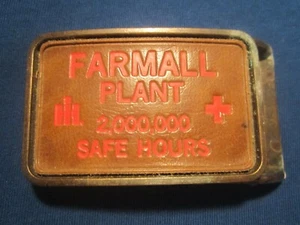 FARMALL
PLANT
2,000,000
SAFE HOURS